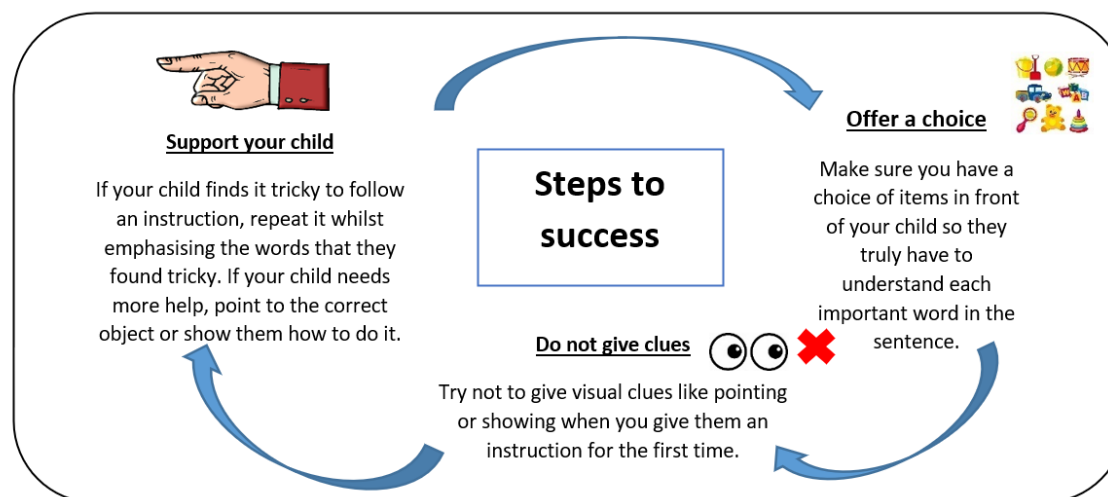 Steps to
success
Offer a choice
Make sure you have a
choice of items in front
of your child so they
truly have to
understand each
important word in the
sentence.
Do not give clues
Try not to give visual clues like pointing
or showing when you give them an
instruction for the first time.
Support your child
If your child finds it tricky to follow
an instruction, repeat it whilst
emphasising the words that they
found tricky. If your child needs
more help, point to the correct
object or show them how to do it.